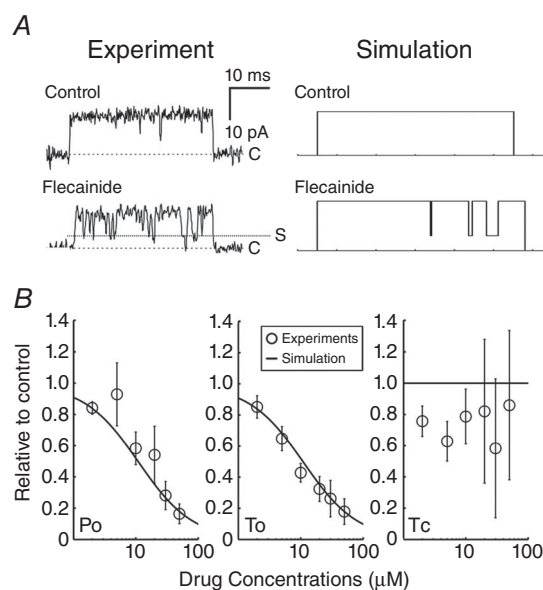 A
Experiment
Simulation
Control
10 ms
10 pA
C
Control
Flecainide
S
C
Flecainide
B
Relative to control
1.4
1.2
1.0
0.8
0.6
0.4
0.2
0
Po
10
100
1.4
1.2
1.0
0.8
0.6
0.4
0.2
0
Experiments
Simulation
To
10
100
1.4
1.2
1.0
0.8
0.6
0.4
0.2
0
Tc
10
100
Drug Concentrations (μM)